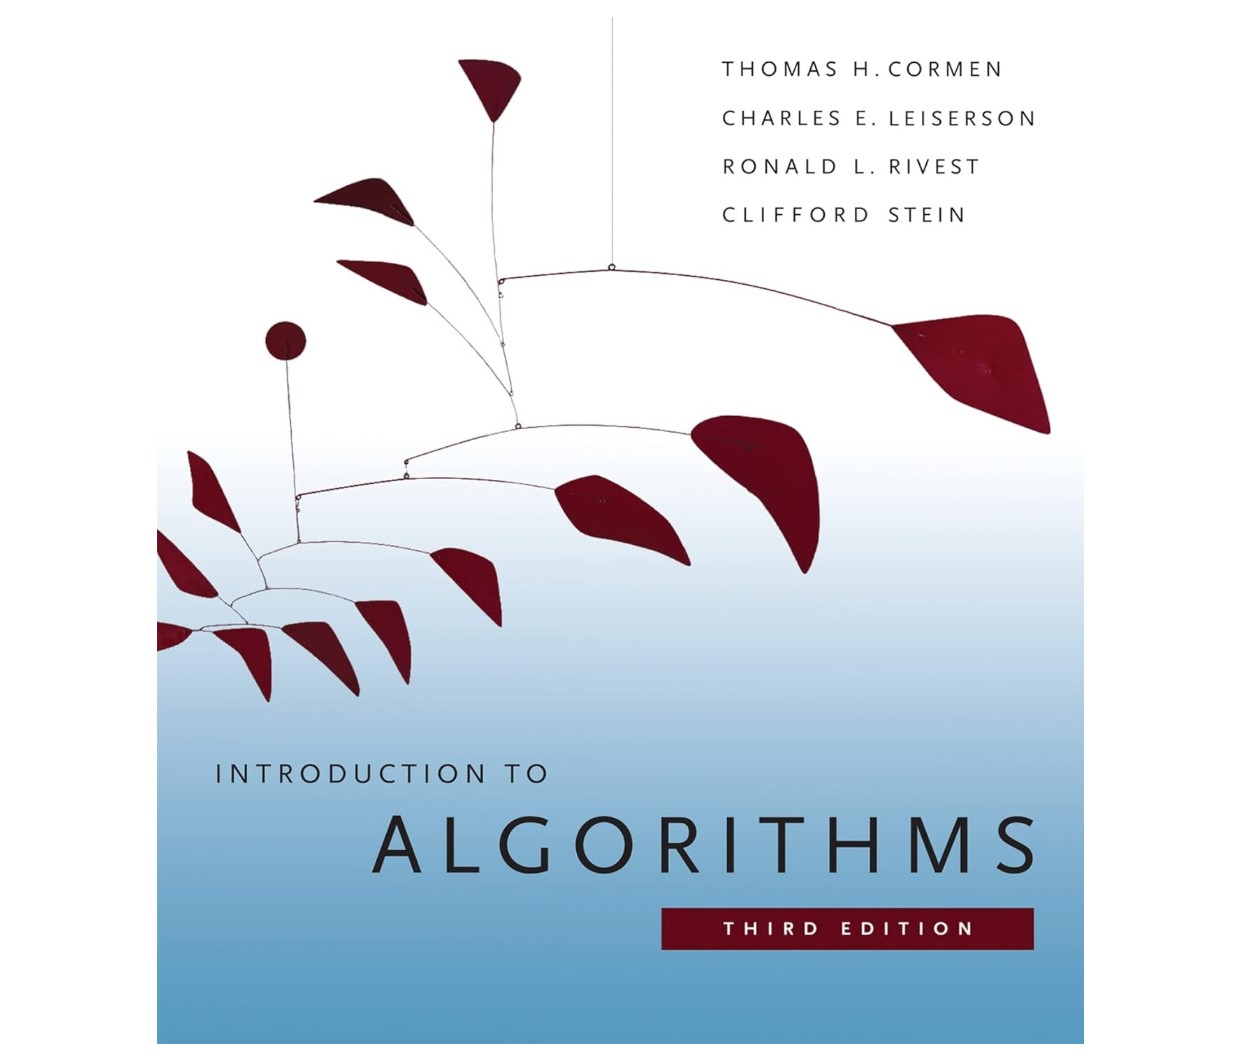 THOMAS H. CORMEN
CHARLES E. LEISERSON
RONALD L. RIVEST
CLIFFORD STEIN
INTRODUCTION TO
ALGORITHMS
THIRD EDITION